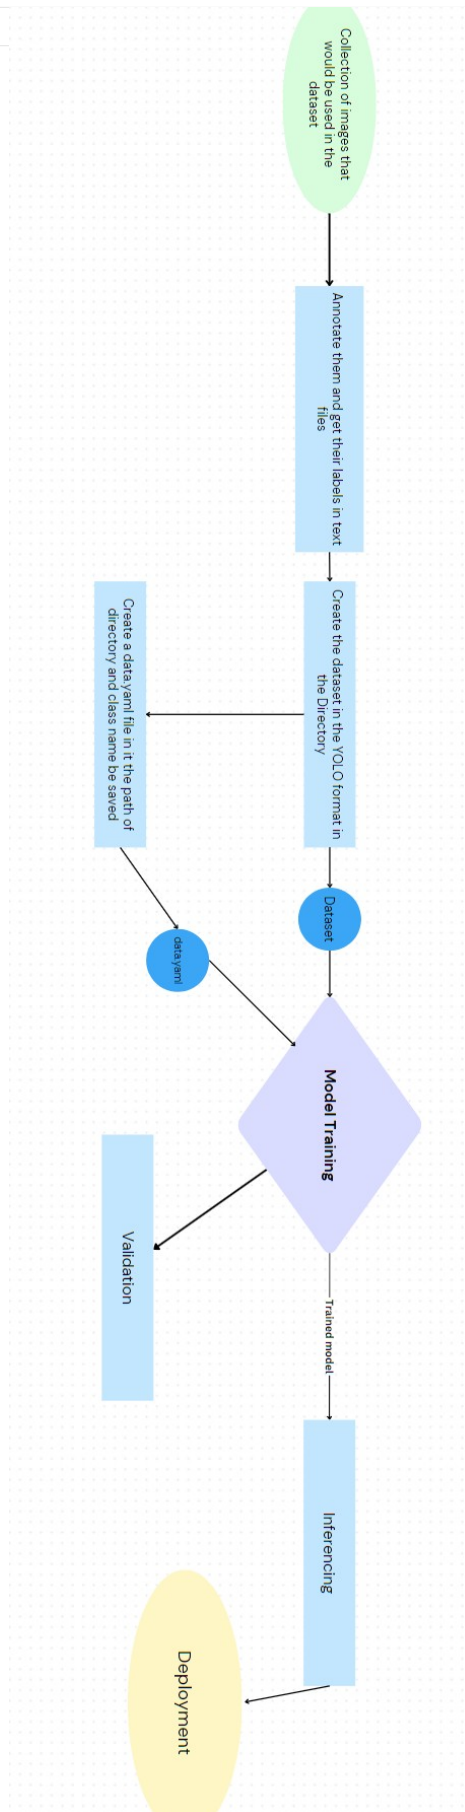 Collection of images that
would be used in the
dataset
Annotate them and get their labels in text
files
Create the dataset in the YOLO format in
the Directory
Create a data.yaml file in it the path of
directory and class name be saved
Dataset
data.yaml
Model Training
Validation
Trained model
Inferencing
Deployment